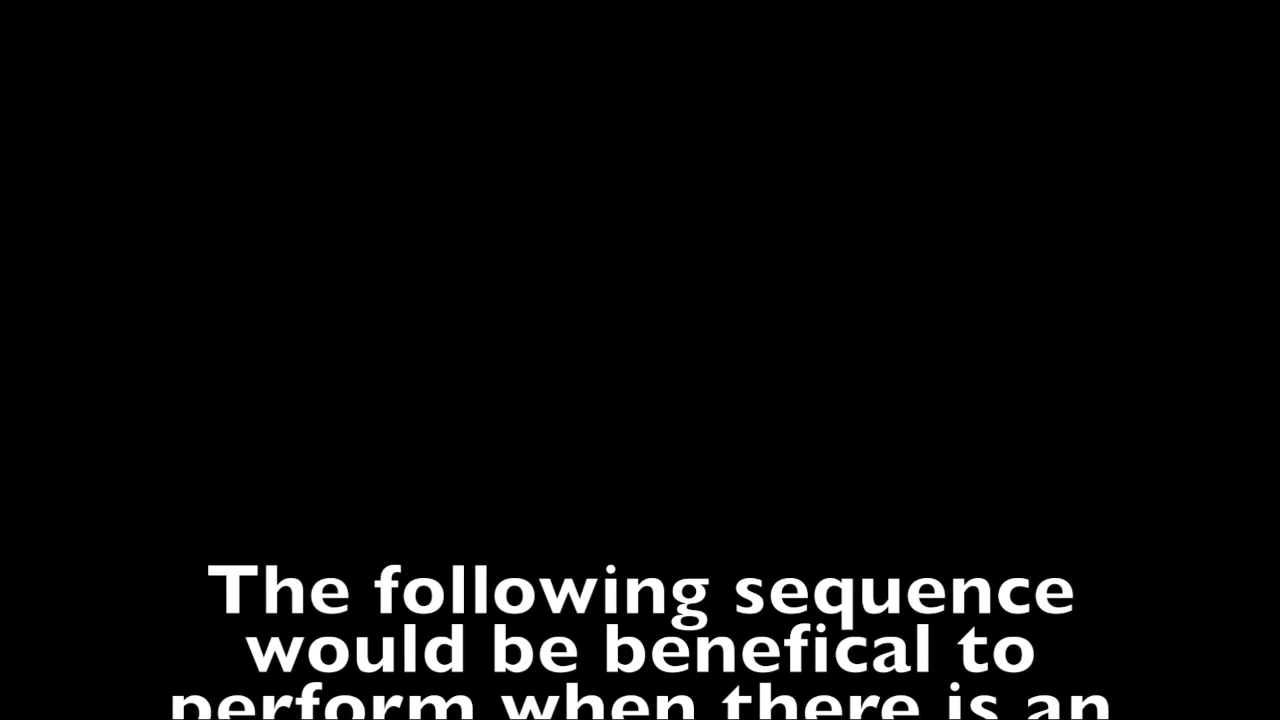 The following sequence
would be benefical to
perform when there is an